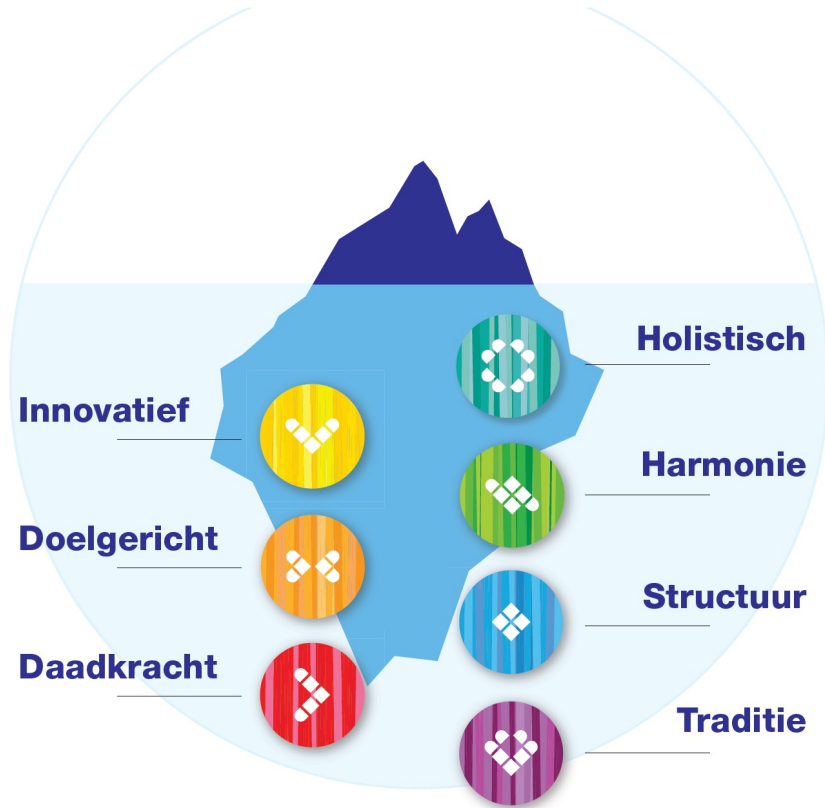 Innovatief
Doelgericht
Daadkracht
Holistisch
Harmonie
Structuur
Traditie